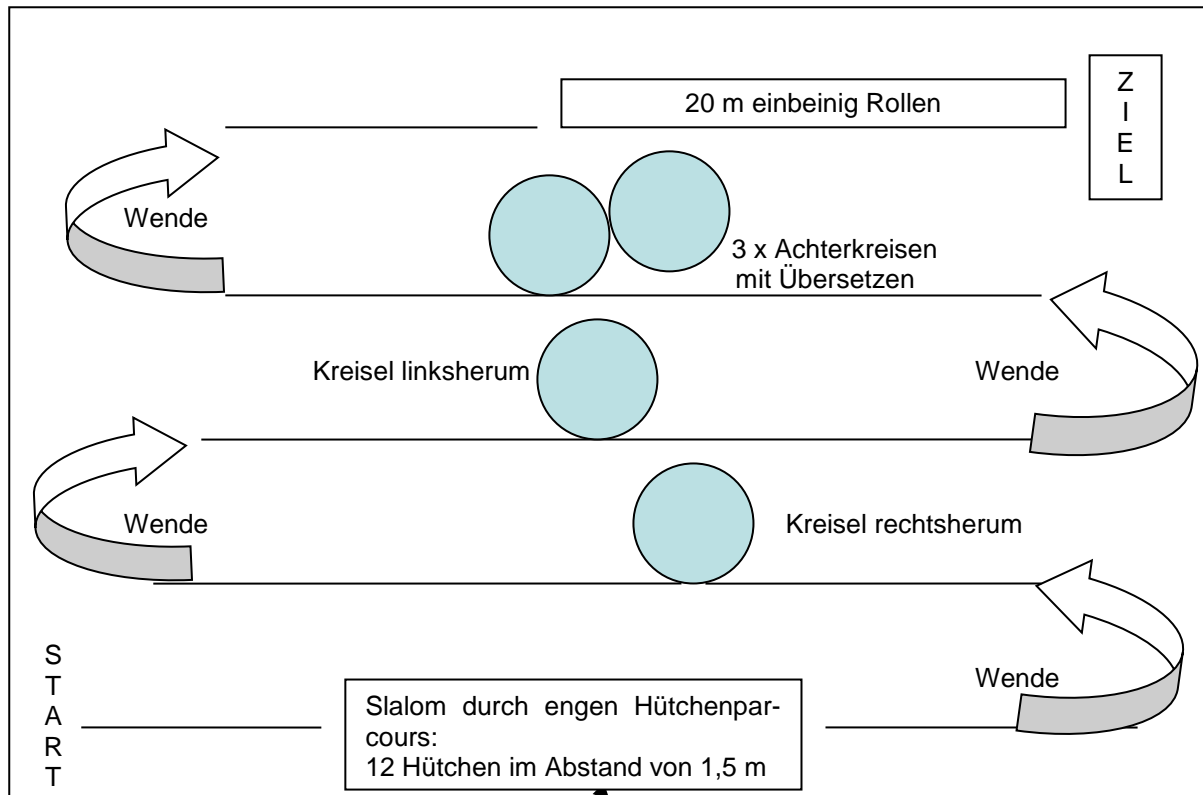 20 m einbeinig Rollen
Z
I
E
L
Wende
3 x Achterkreisen
mit Übersetzen
Kreisel linksherum
Wende
Wende
Kreisel rechtsherum
S
T
A
R
T
Wende
Slalom durch engen Hütchenpar-
cours:
12 Hütchen im Abstand von 1,5 m